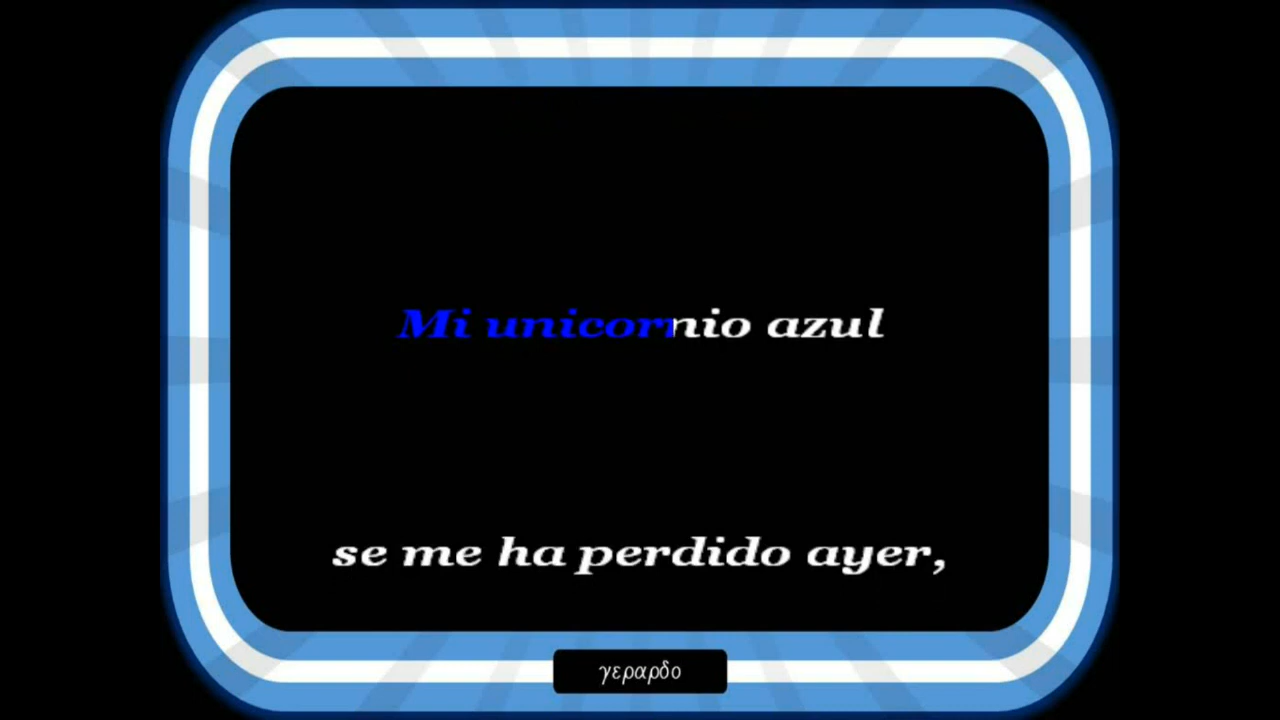 Mi unicornio azul
se me ha perdido ayer,
γεραρδο